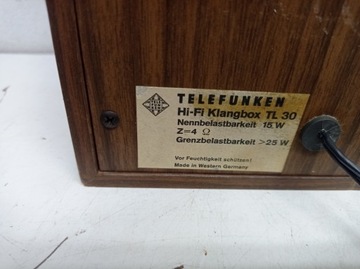 TELEFUNKEN
Hi-Fi Klangbox TL 30
Nennbelastbarkeit 15 W
Z=4 Ω
Grenzbelastbarkeit >25 W
Vor Feuchtigkeit schützen!
Made in Western Germany